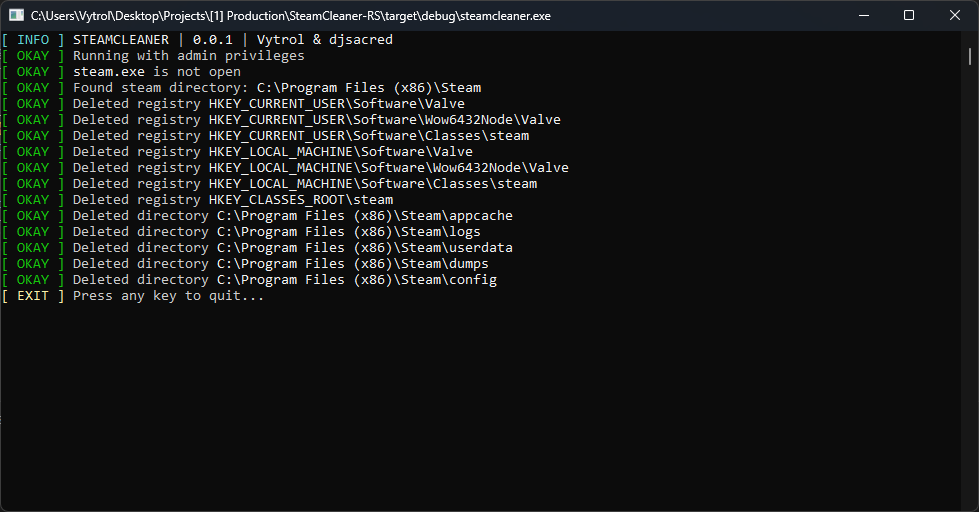 C:\Users\Vytrol\Desktop\Projects\[1] Production\SteamCleaner-RS\target\debug\steamcleaner.exe
[ INFO ] STEAMCLEANER | 0.0.1 | Vytrol & djsacred
[ OKAY ] Running with admin privileges
[ OKAY ] steam.exe is not open
[ OKAY ] Found steam directory: C:\Program Files (x86)\Steam
[ OKAY ] Deleted registry HKEY_CURRENT_USER\Software\Valve
[ OKAY ] Deleted registry HKEY_CURRENT_USER\Software\Wow6432Node\Valve
[ OKAY ] Deleted registry HKEY_CURRENT_USER\Software\Classes\steam
[ OKAY ] Deleted registry HKEY_LOCAL_MACHINE\Software\Valve
[ OKAY ] Deleted registry HKEY_LOCAL_MACHINE\Software\Wow6432Node\Valve
[ OKAY ] Deleted registry HKEY_LOCAL_MACHINE\Software\Classes\steam
[ OKAY ] Deleted registry HKEY_CLASSES_ROOT\steam
[ OKAY ] Deleted directory C:\Program Files (x86)\Steam\appcache
[ OKAY ] Deleted directory C:\Program Files (x86)\Steam\logs
[ OKAY ] Deleted directory C:\Program Files (x86)\Steam\userdata
[ OKAY ] Deleted directory C:\Program Files (x86)\Steam\dumps
[ OKAY ] Deleted directory C:\Program Files (x86)\Steam\config
[ EXIT ] Press any key to quit...